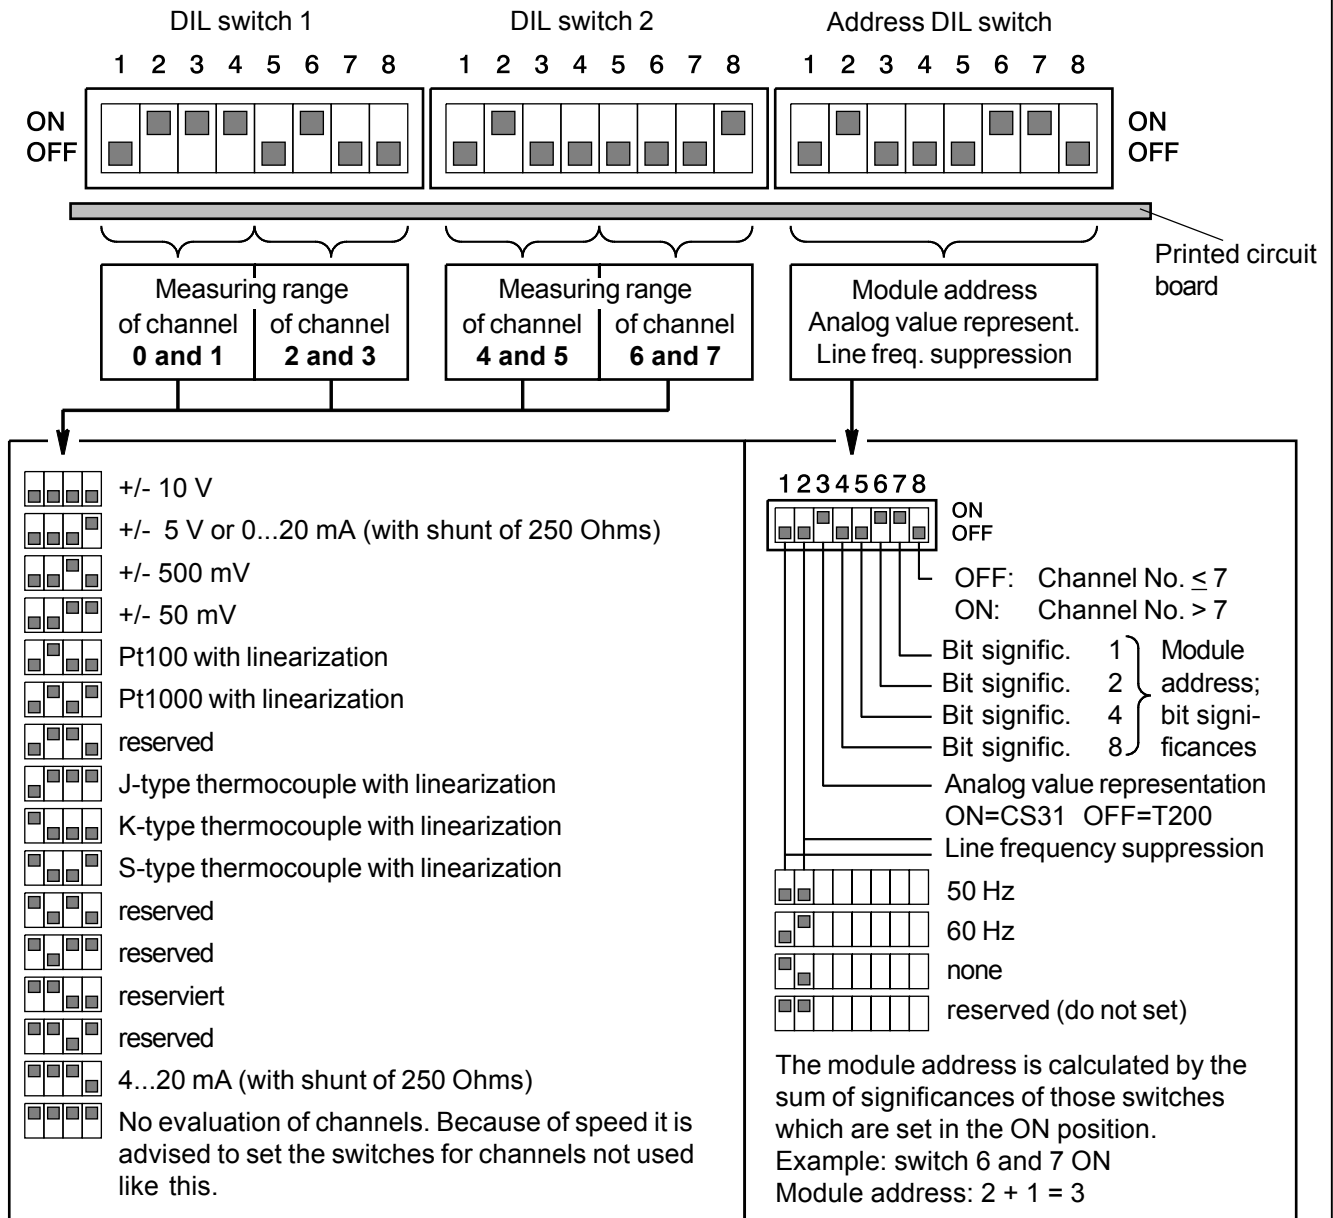 DIL switch 1 DIL switch 2 Address DIL switch
1 2 3 4 5 6 7 8 1 2 3 4 5 6 7 8 1 2 3 4 5 6 7 8
ON ON
OFF OFF
Printed circuit
board
Measuring range
of channel of channel
0 and 1 2 and 3
Measuring range
of channel of channel
4 and 5 6 and 7
Module address
Analog value represent.
Line freq. suppression
+/- 10 V
+/- 5 V or 0...20 mA (with shunt of 250 Ohms)
+/- 500 mV
+/- 50 mV
Pt100 with linearization
Pt1000 with linearization
reserved
J-type thermocouple with linearization
K-type thermocouple with linearization
S-type thermocouple with linearization
reserved
reserved
reserviert
reserved
4...20 mA (with shunt of 250 Ohms)
No evaluation of channels. Because of speed it is
advised to set the switches for channels not used
like this.
1 2 3 4 5 6 7 8
ON
OFF
OFF: Channel No. ≤ 7
ON: Channel No. > 7
Bit signific. 1 Module
Bit signific. 2 address;
Bit signific. 4 bit signi-
Bit signific. 8 ficances
Analog value representation
ON=CS31 OFF=T200
Line frequency suppression
50 Hz
60 Hz
none
reserved (do not set)
The module address is calculated by the
sum of significances of those switches
which are set in the ON position.
Example: switch 6 and 7 ON
Module address: 2 + 1 = 3